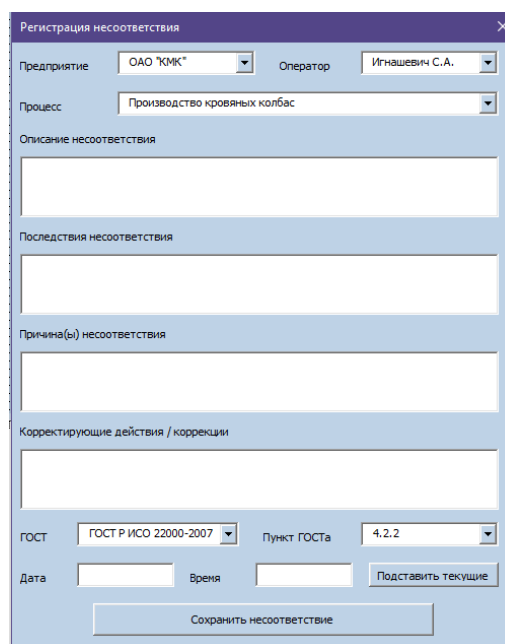 Регистрация несоответствия
Предприятие ОАО "КМК" Оператор Игнашевич С.А.
Процесс Производство кровяных колбас
Описание несоответствия
Последствия несоответствия
Причина(ы) несоответствия
Корректирующие действия / коррекции
ГОСТ ГОСТ Р ИСО 22000-2007 Пункт ГОСТа 4.2.2
Дата Время Подставить текущие
Сохранить несоответствие